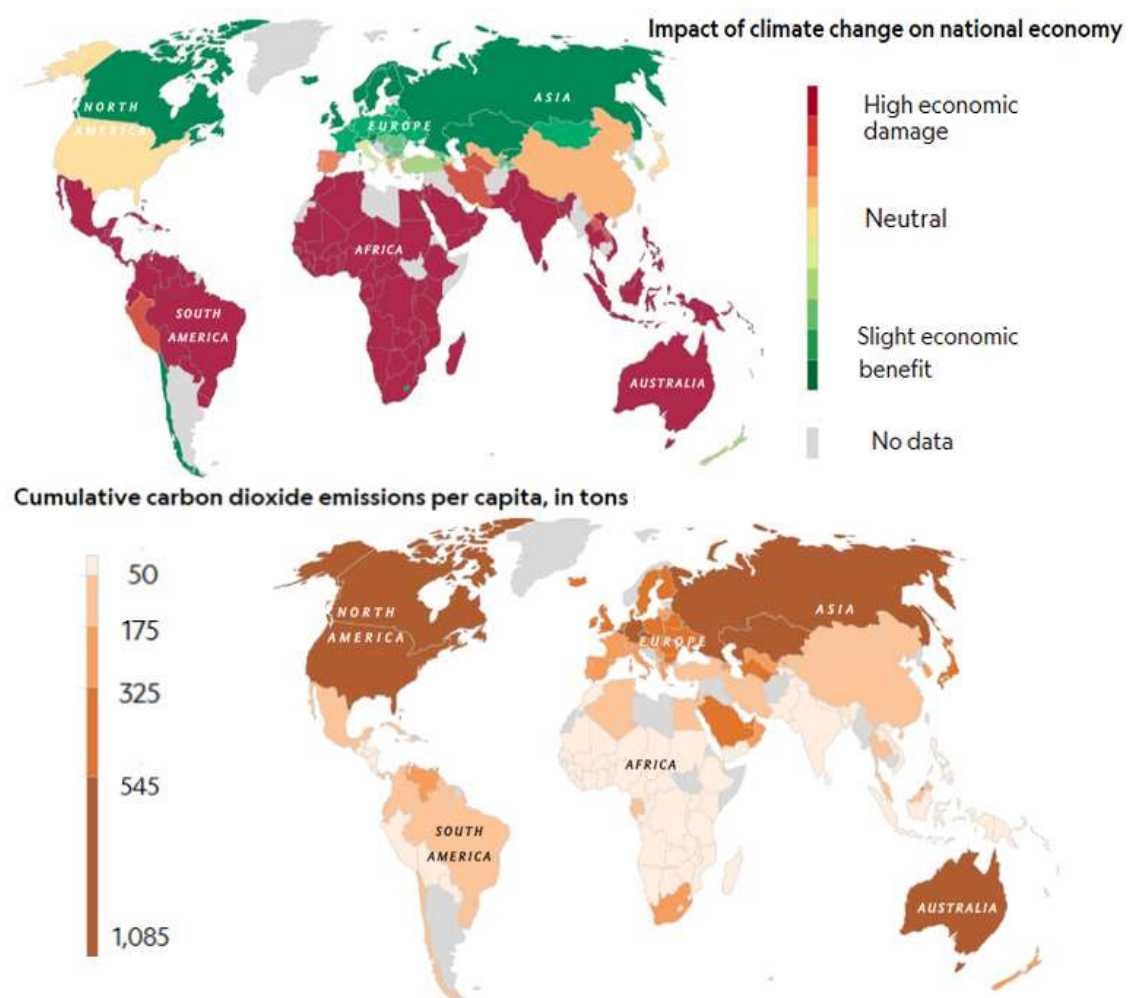 Impact of climate change on national economy
High economic
damage
Neutral
Slight economic
benefit
No data
NORTH
AMERICA
EUROPE
ASIA
AFRICA
SOUTH
AMERICA
AUSTRALIA
Cumulative carbon dioxide emissions per capita, in tons
50
175
325
545
1,085
NORTH
AMERICA
EUROPE
ASIA
AFRICA
SOUTH
AMERICA
AUSTRALIA